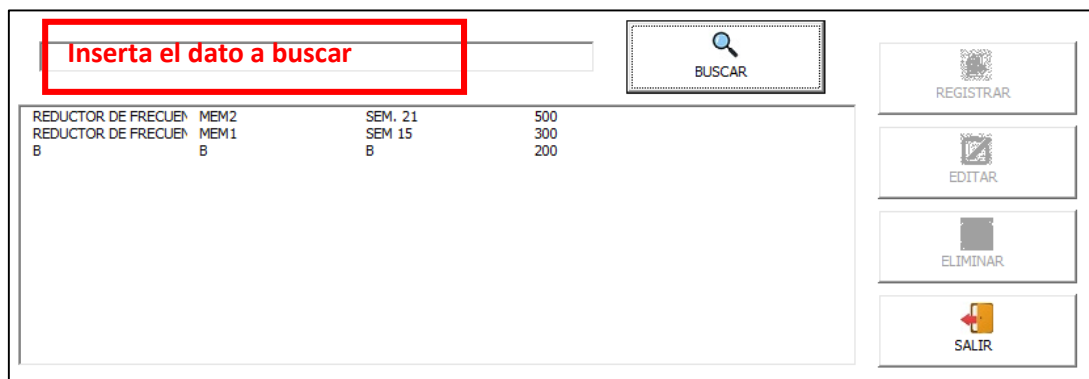 Inserta el dato a buscar
BUSCAR
REDUCTOR DE FRECUEN MEM2 SEM. 21 500
REDUCTOR DE FRECUEN MEM1 SEM 15 300
B B B 200
REGISTRAR
EDITAR
ELIMINAR
SALIR